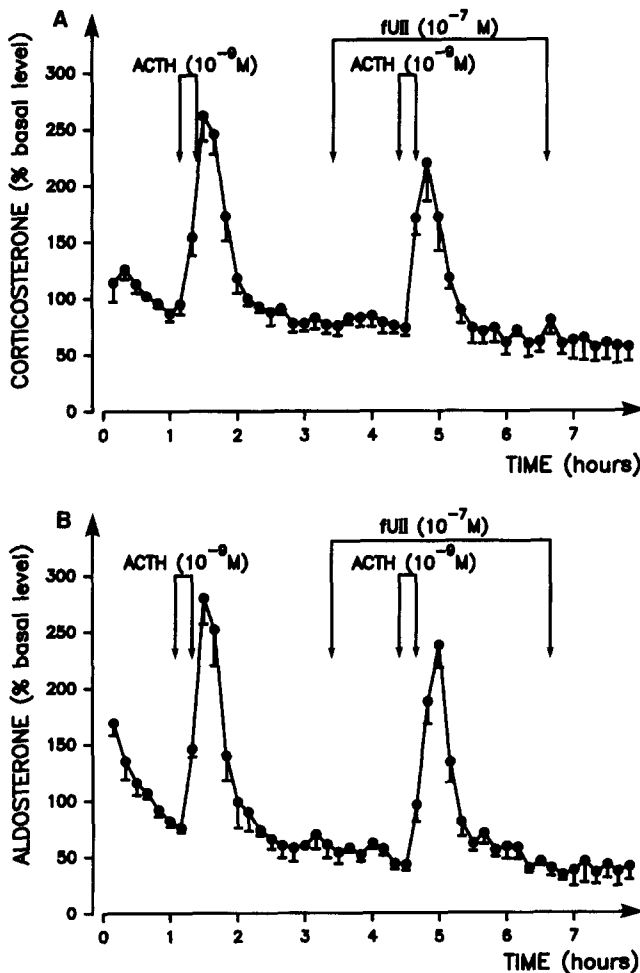 A
fUII (10⁻⁷ M)
ACTH (10⁻⁹M)
ACTH (10⁻⁹M)
CORTICOSTERONE (% basal level)
300
250
200
150
100
50
0
0 1 2 3 4 5 6 7
TIME (hours)
B
fUII (10⁻⁷ M)
ACTH (10⁻⁹M)
ACTH (10⁻⁹M)
ALDOSTERONE (% basal level)
300
250
200
150
100
50
0
0 1 2 3 4 5 6 7
TIME (hours)